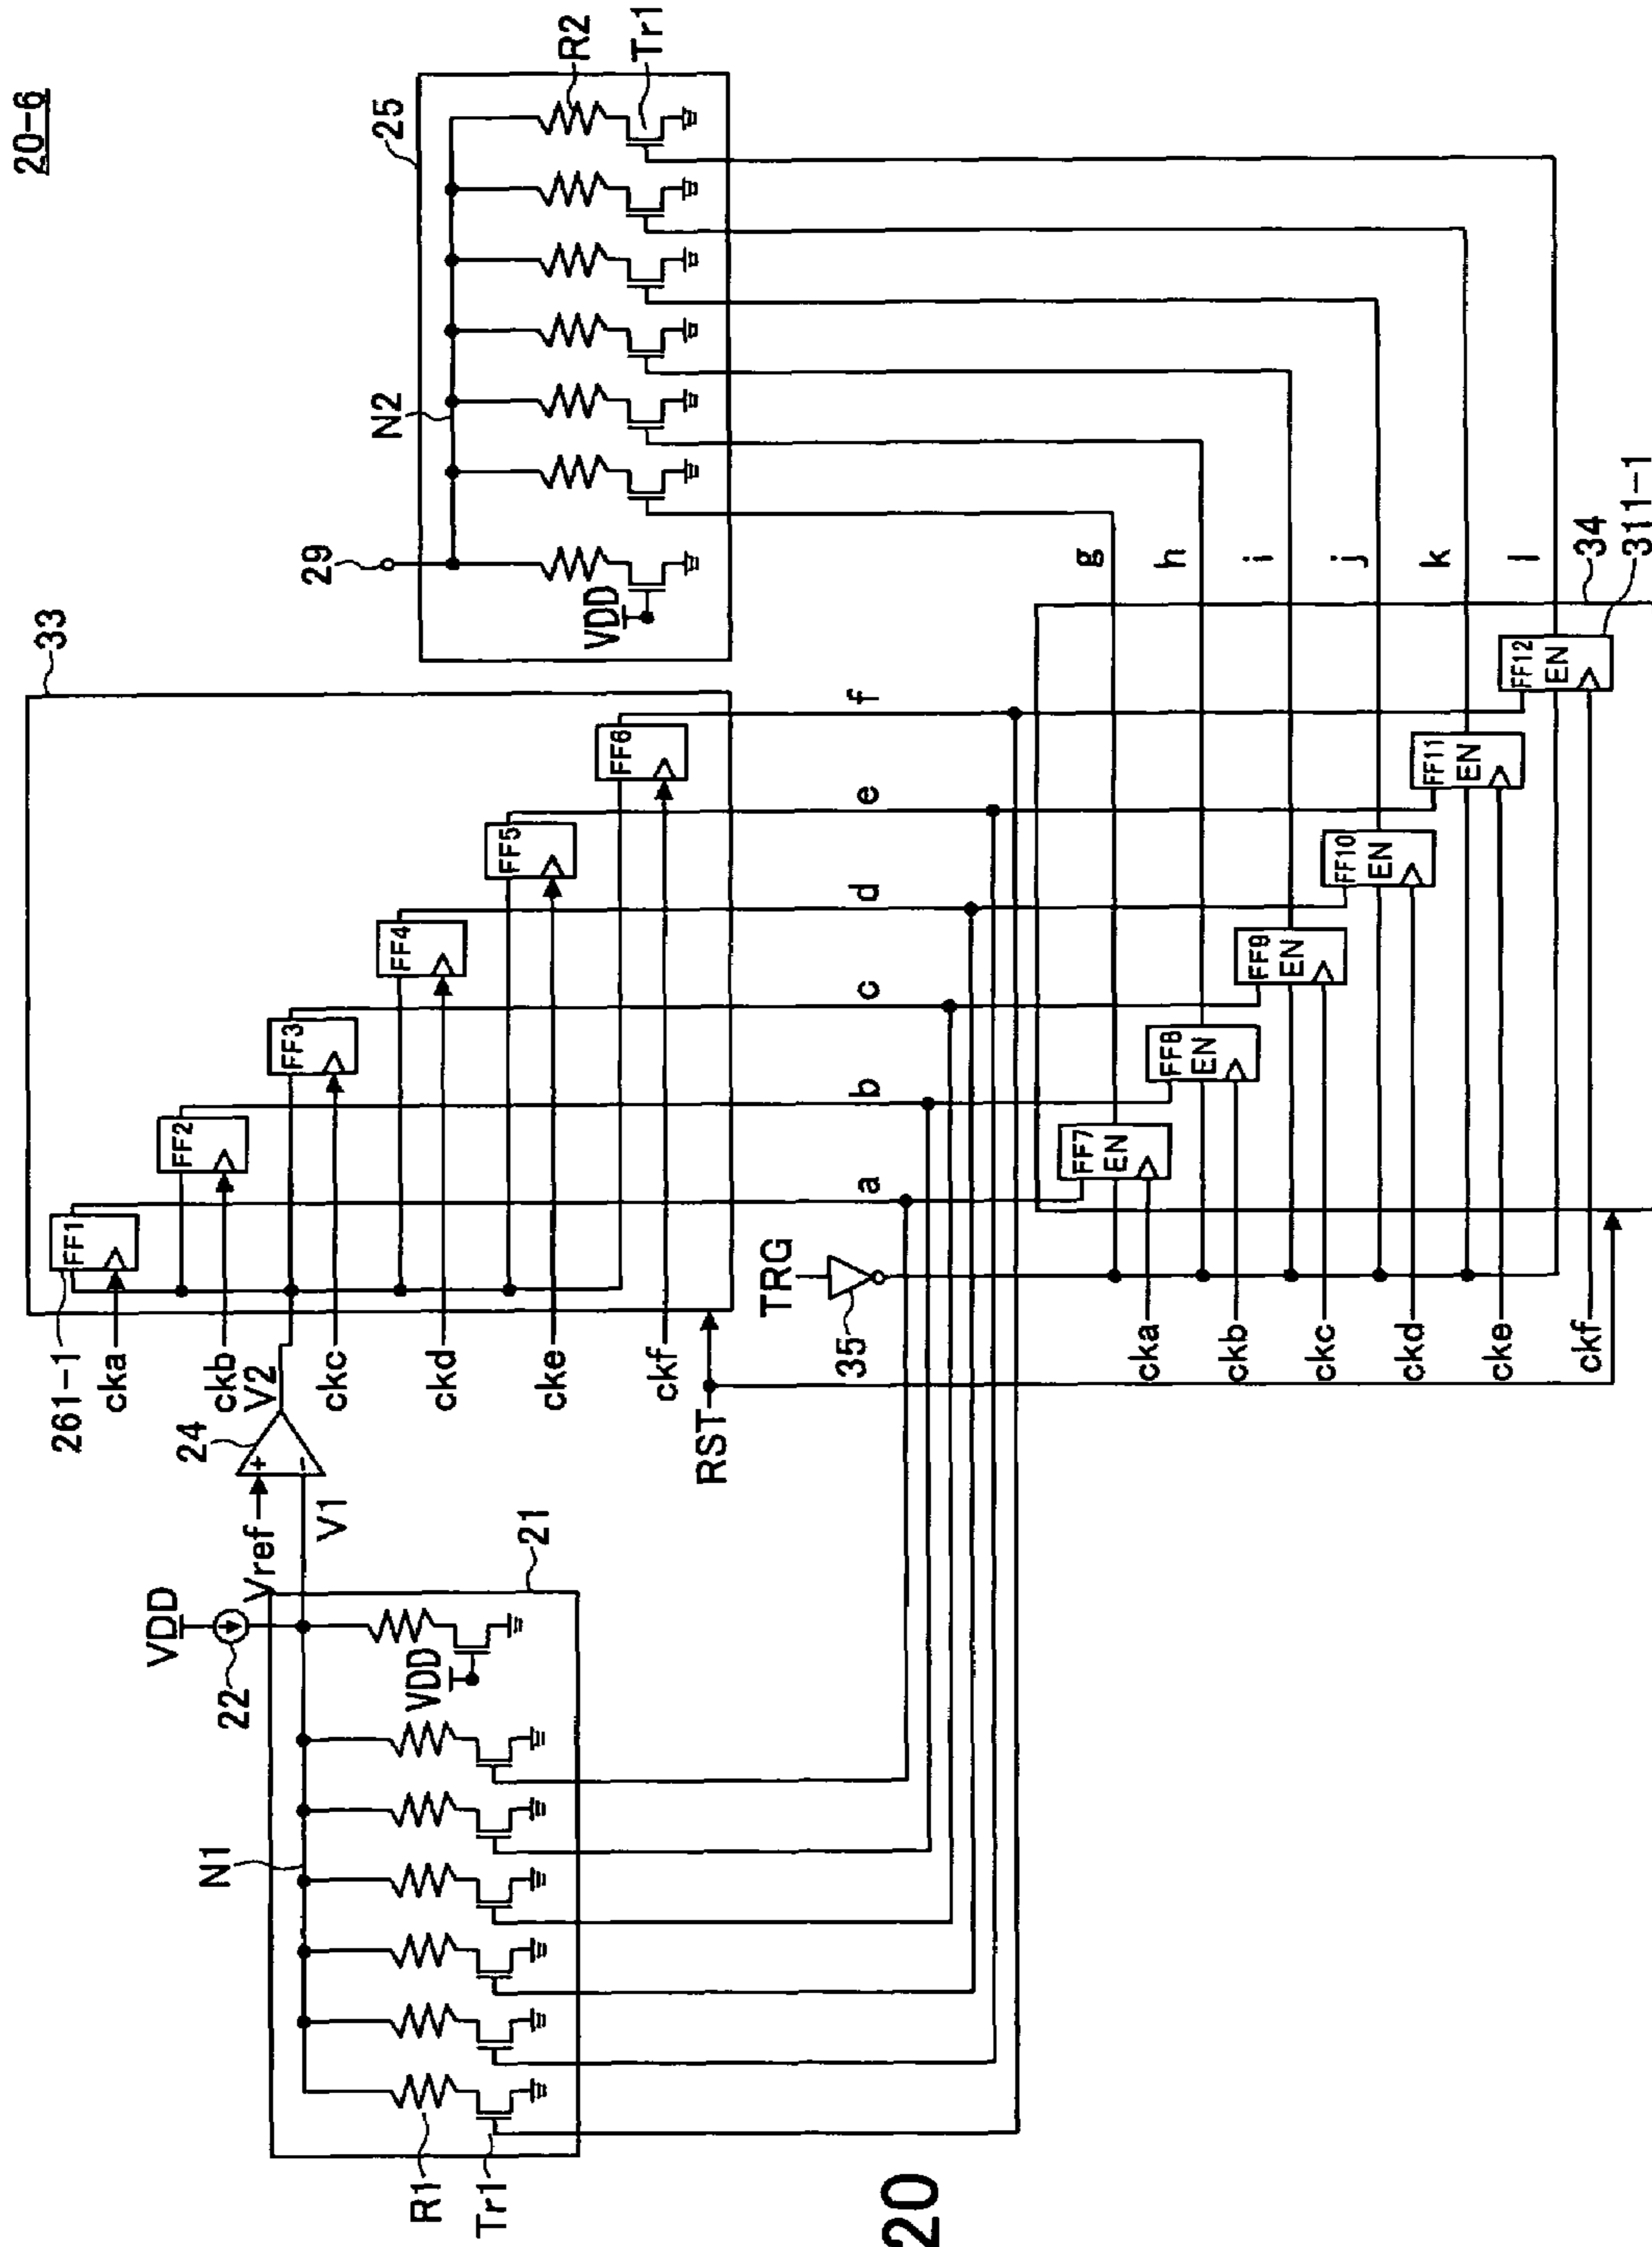 20-6
33
29
25
N2
R2
Tr1
VDD
261-1
FF1
FF2
FF3
FF4
FF5
FF6
cka
ckb
ckc
ckd
cke
ckf
24
V2
+
-
Vref
V1
VDD
22
21
N1
VDD
R1
Tr1
RST
a
b
c
d
e
f
g
h
i
j
k
l
TRG
35
FF7
EN
FF8
EN
FF9
EN
FF10
EN
FF11
EN
FF12
EN
cka
ckb
ckc
ckd
cke
ckf
34
311-1
20